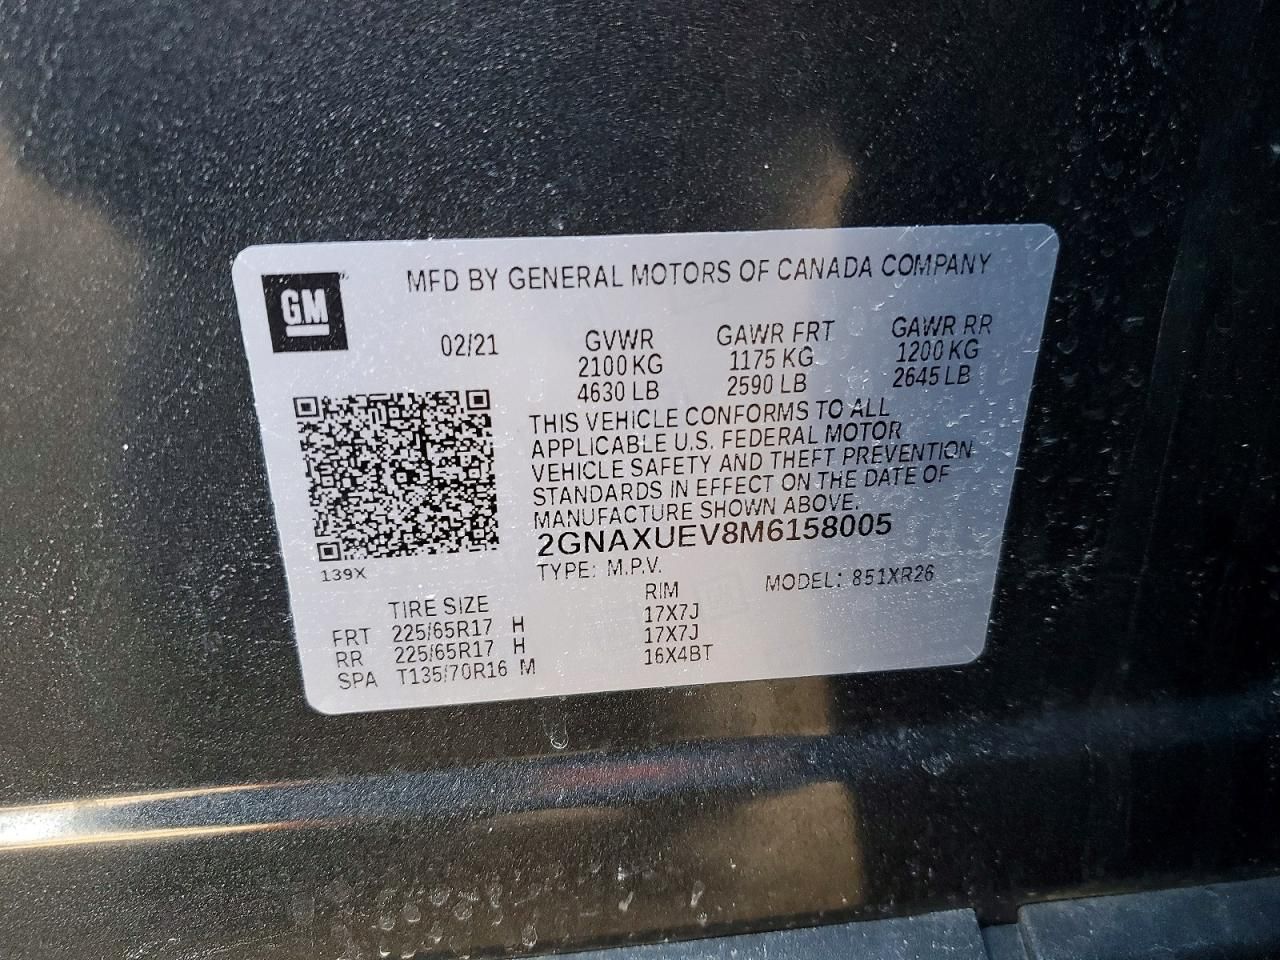 GM
MFD BY GENERAL MOTORS OF CANADA COMPANY
02/21 GVWR GAWR FRT GAWR RR
2100 KG 1175 KG 1200 KG
4630 LB 2590 LB 2645 LB
THIS VEHICLE CONFORMS TO ALL
APPLICABLE U.S. FEDERAL MOTOR
VEHICLE SAFETY AND THEFT PREVENTION
STANDARDS IN EFFECT ON THE DATE OF
MANUFACTURE SHOWN ABOVE.
2GNAXUEV8M6158005
139X
TYPE: M.P.V. MODEL: 851XR26
TIRE SIZE RIM
FRT 225/65R17 H 17X7J
RR 225/65R17 H 17X7J
SPA T135/70R16 M 16X4BT